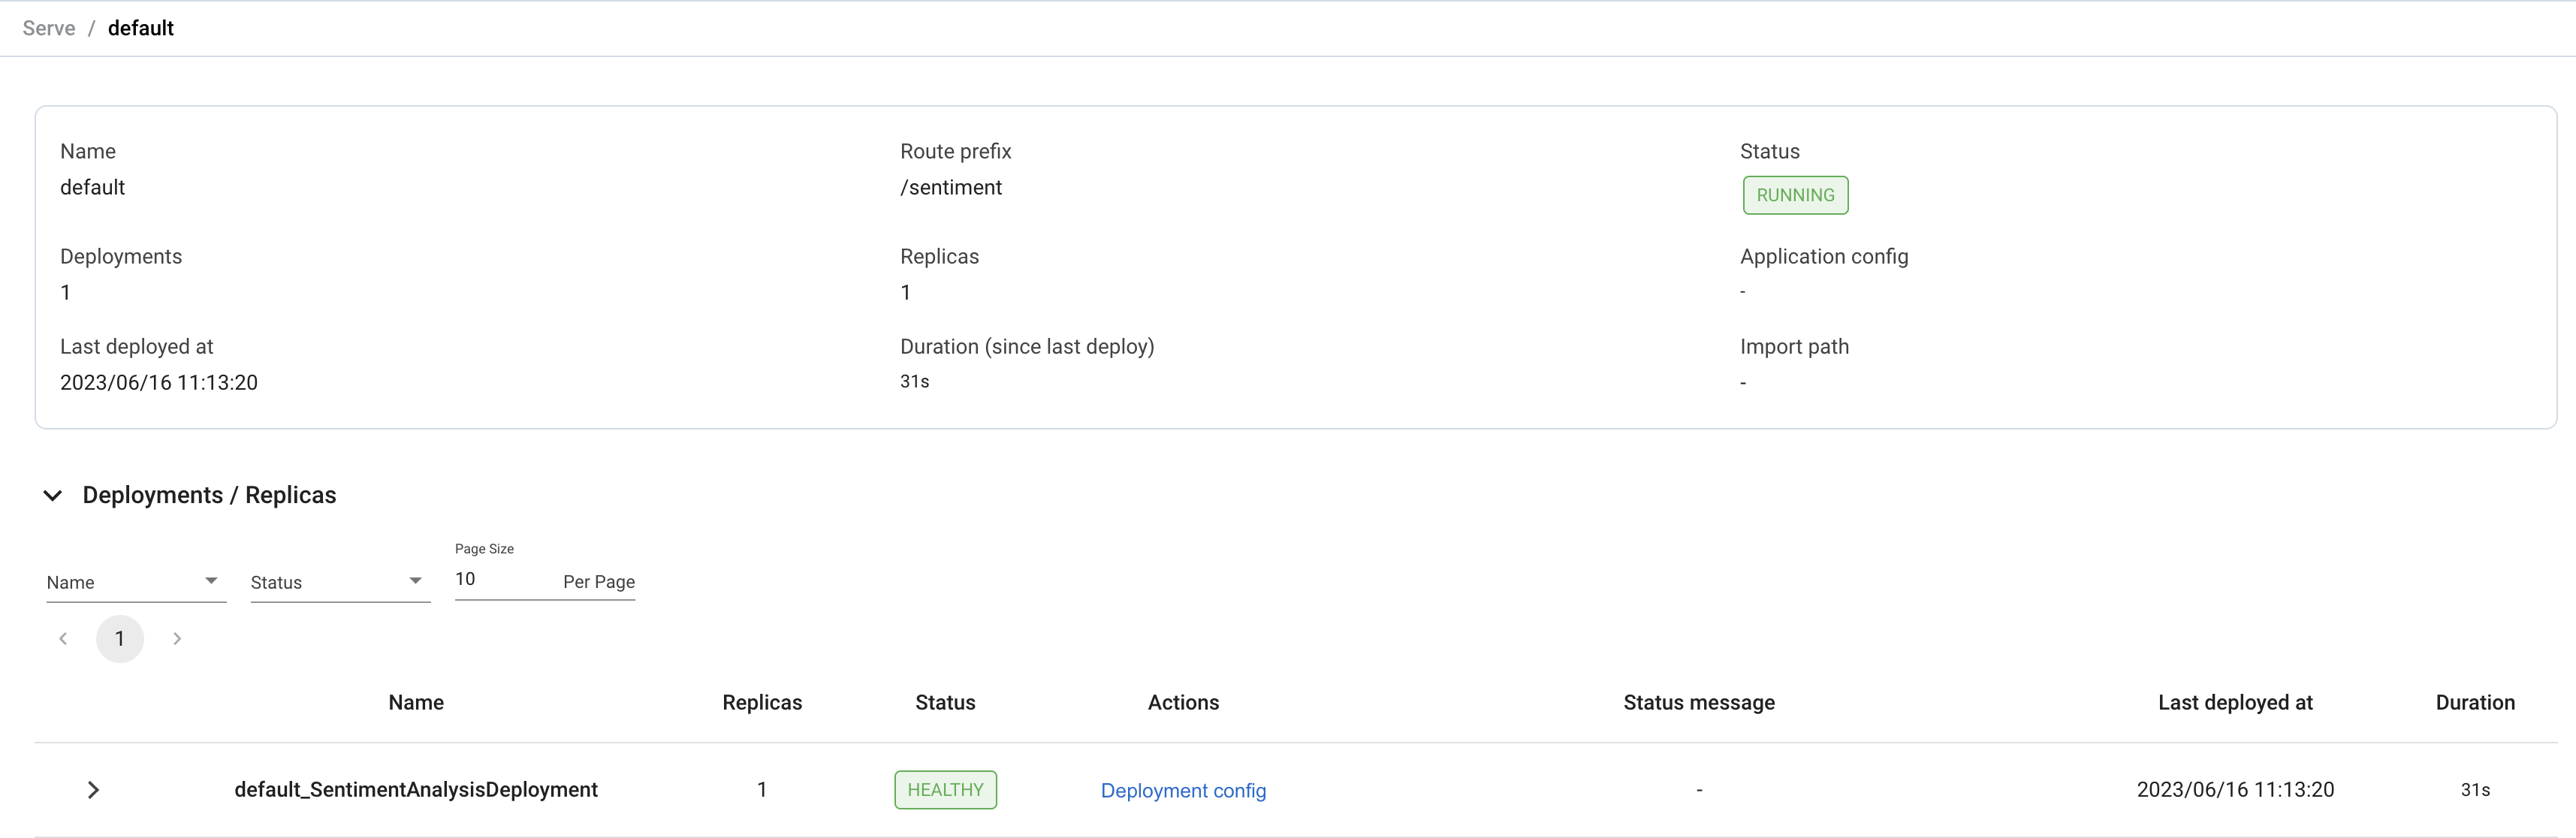 Serve / default
Name Route prefix Status
default /sentiment RUNNING
Deployments Replicas Application config
1 1 -
Last deployed at Duration (since last deploy) Import path
2023/06/16 11:13:20 31s -
Deployments / Replicas
Page Size
Name Status 10 Per Page
1
Name Replicas Status Actions Status message Last deployed at Duration
default_SentimentAnalysisDeployment 1 HEALTHY Deployment config - 2023/06/16 11:13:20 31s